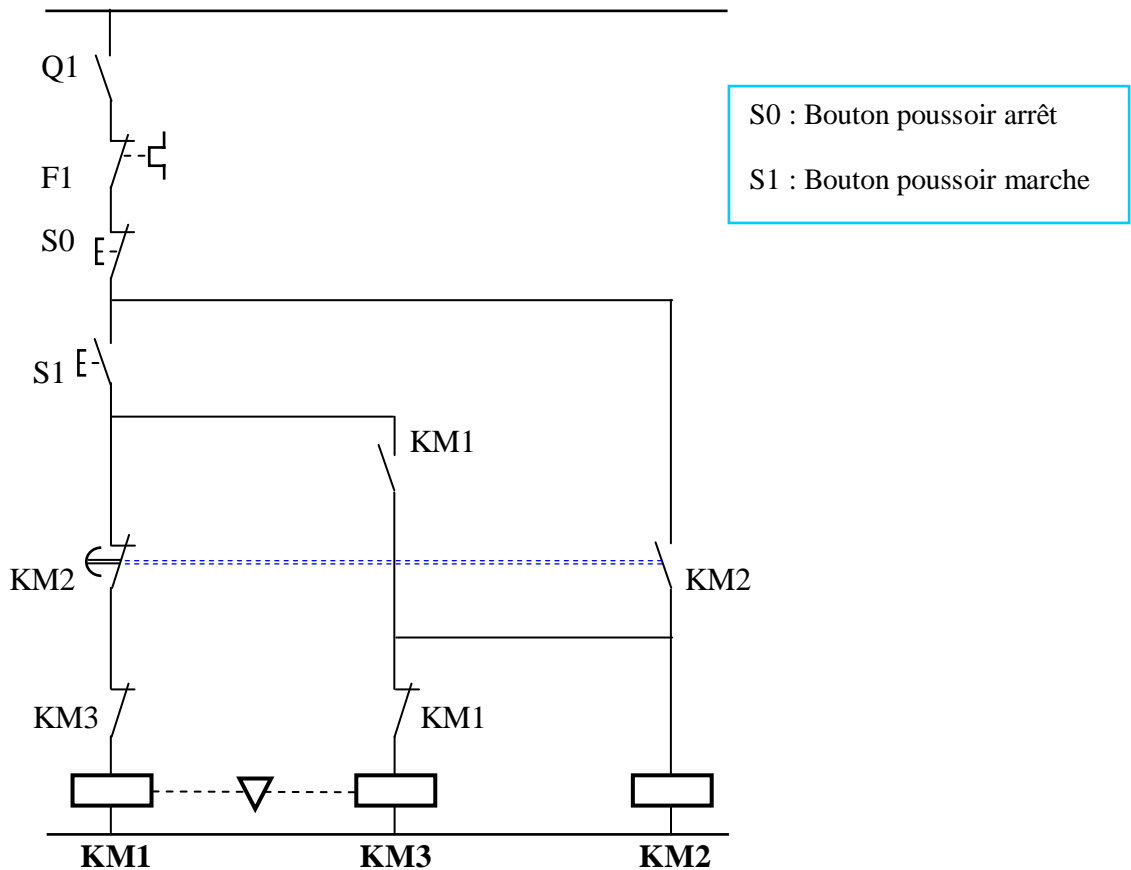 Q1
S0 : Bouton poussoir arrêt
F1
S1 : Bouton poussoir marche
S0
S1
KM1
KM2
KM2
KM3
KM1
KM1
KM3
KM2